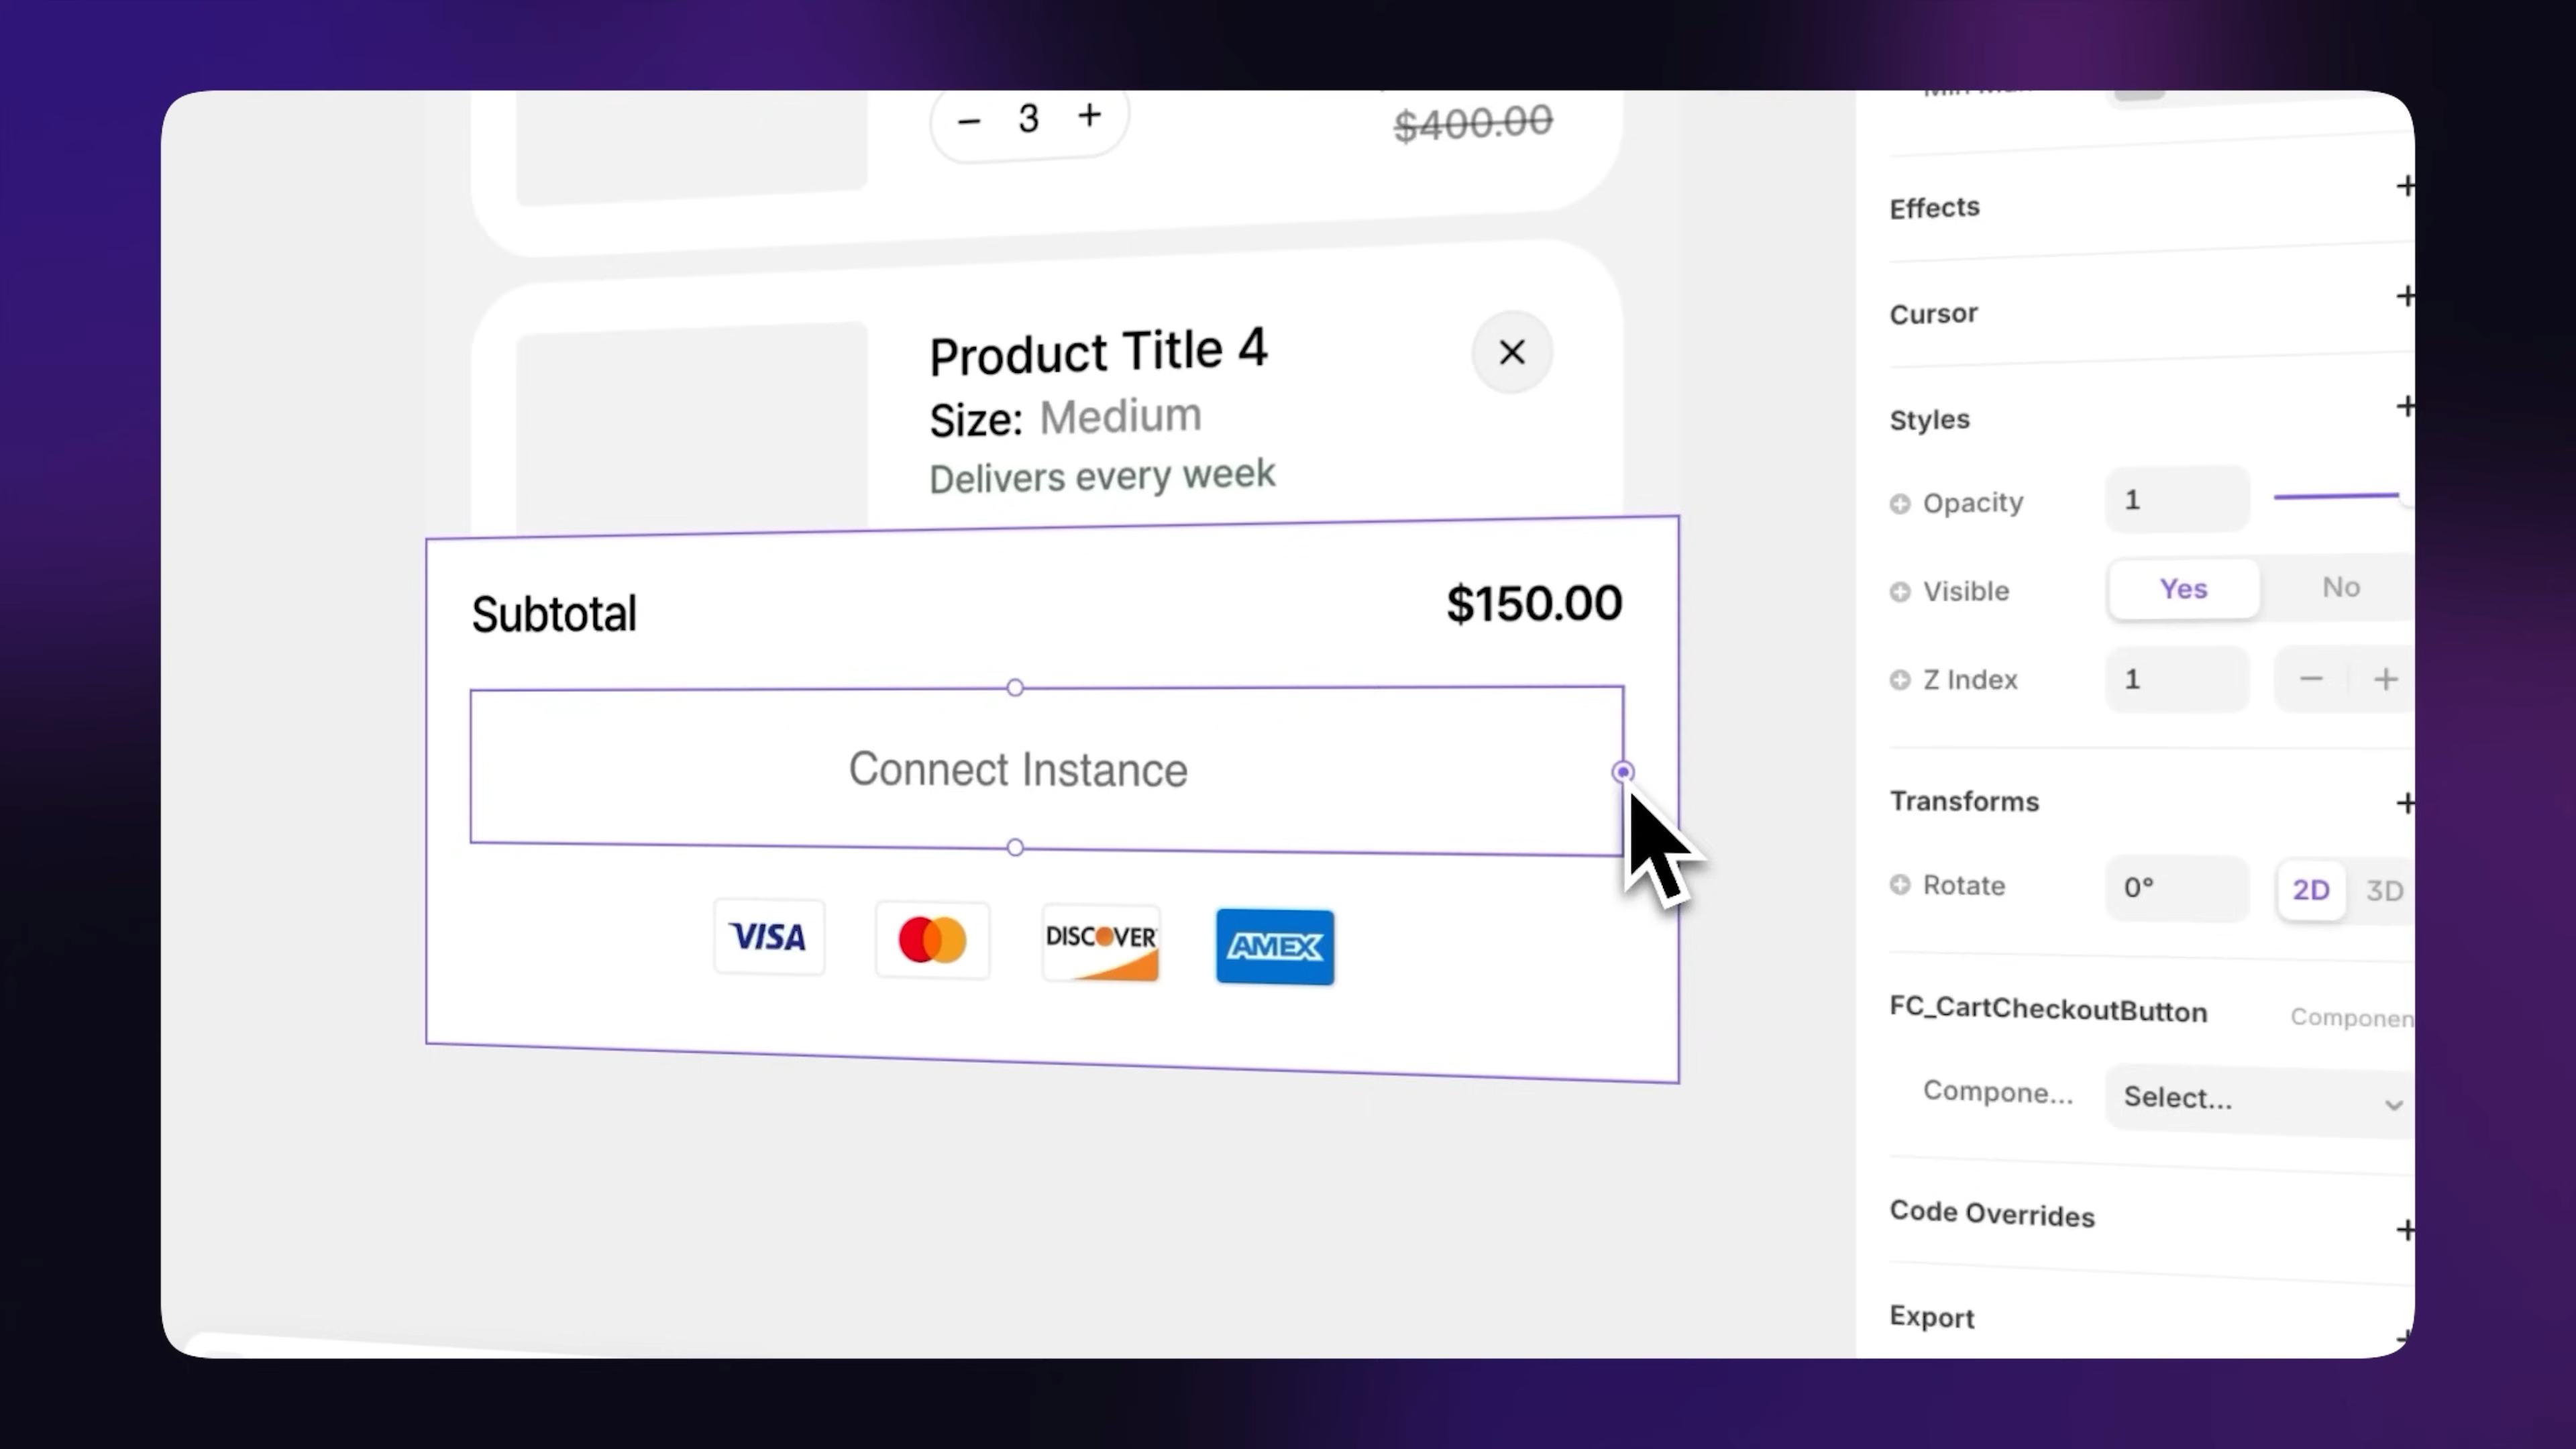 − 3 +
$400.00
Product Title 4
Size: Medium
Delivers every week
Subtotal
$150.00
Connect Instance
VISA
DISCOVER
AMEX
Effects
Cursor
Styles
Opacity 1
Visible Yes No
Z Index 1
Transforms
Rotate 0° 2D 3D
FC_CartCheckoutButton Componen
Compone... Select...
Code Overrides
Export